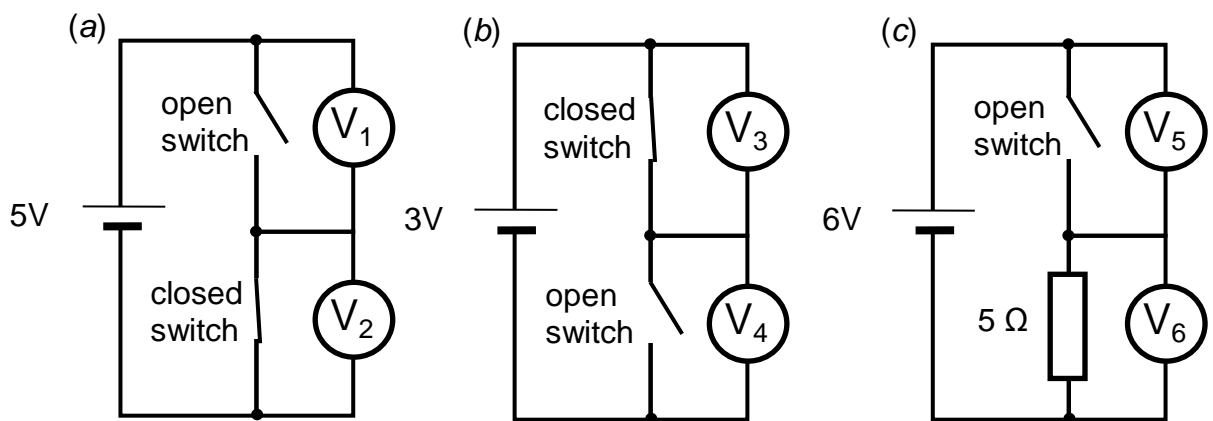 (a)
open
switch
V1
5V
closed
switch
V2
(b)
closed
switch
V3
3V
open
switch
V4
(c)
open
switch
V5
6V
5 Ω
V6